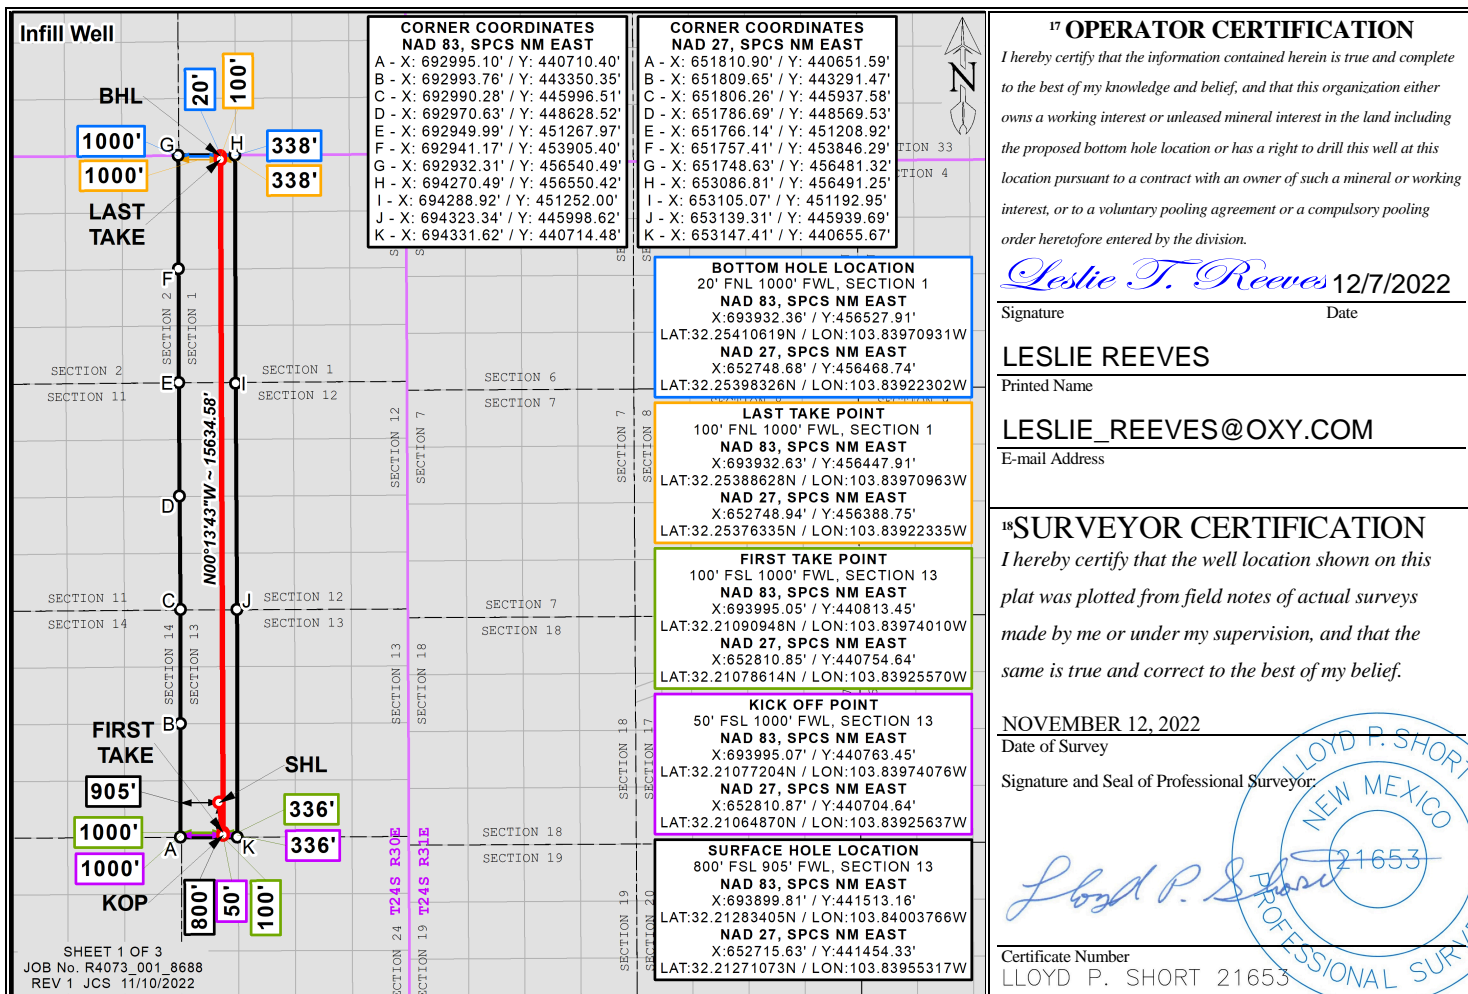 Infill Well
BHL
20'
100'
1000'
G
H
338'
1000'
338'
LAST
TAKE
F
SECTION 2
SECTION 1
SECTION 2
E
SECTION 1
I
SECTION 11
SECTION 12
N00°13'43"W ~ 15634.58'
D
SECTION 11
C
SECTION 12
J
SECTION 14
SECTION 13
SECTION 14
SECTION 13
B
FIRST
TAKE
SHL
905'
336'
1000'
336'
A
K
1000'
KOP
800'
50'
100'
SHEET 1 OF 3
JOB No. R4073_001_8688
REV 1 JCS 11/10/2022
SECTION 6
SECTION 7
SECTION 12
SECTION 7
SECTION 7
SECTION 8
SECTION 7
SECTION 18
SECTION 13
SECTION 18
SECTION 18
SECTION 17
SECTION 18
SECTION 19
T24S R30E
T24S R31E
SECTION 19
SECTION 20
SECTION 19
ECTION 24
TION 33
CTION 4
N
CORNER COORDINATES
NAD 83, SPCS NM EAST
A - X: 692995.10' / Y: 440710.40'
B - X: 692993.76' / Y: 443350.35'
C - X: 692990.28' / Y: 445996.51'
D - X: 692970.63' / Y: 448628.52'
E - X: 692949.99' / Y: 451267.97'
F - X: 692941.17' / Y: 453905.40'
G - X: 692932.31' / Y: 456540.49'
H - X: 694270.49' / Y: 456550.42'
I - X: 694288.92' / Y: 451252.00'
J - X: 694323.34' / Y: 445998.62'
K - X: 694331.62' / Y: 440714.48'
CORNER COORDINATES
NAD 27, SPCS NM EAST
A - X: 651810.90' / Y: 440651.59'
B - X: 651809.65' / Y: 443291.47'
C - X: 651806.26' / Y: 445937.58'
D - X: 651786.69' / Y: 448569.53'
E - X: 651766.14' / Y: 451208.92'
F - X: 651757.41' / Y: 453846.29'
G - X: 651748.63' / Y: 456481.32'
H - X: 653086.81' / Y: 456491.25'
I - X: 653105.07' / Y: 451192.95'
J - X: 653139.31' / Y: 445939.69'
K - X: 653147.41' / Y: 440655.67'
BOTTOM HOLE LOCATION
20' FNL 1000' FWL, SECTION 1
NAD 83, SPCS NM EAST
X:693932.36' / Y:456527.91'
LAT:32.25410619N / LON:103.83970931W
NAD 27, SPCS NM EAST
X:652748.68' / Y:456468.74'
LAT:32.25398326N / LON:103.83922302W
LAST TAKE POINT
100' FNL 1000' FWL, SECTION 1
NAD 83, SPCS NM EAST
X:693932.63' / Y:456447.91'
LAT:32.25388628N / LON:103.83970963W
NAD 27, SPCS NM EAST
X:652748.94' / Y:456388.75'
LAT:32.25376335N / LON:103.83922335W
FIRST TAKE POINT
100' FSL 1000' FWL, SECTION 13
NAD 83, SPCS NM EAST
X:693995.05' / Y:440813.45'
LAT:32.21090948N / LON:103.83974010W
NAD 27, SPCS NM EAST
X:652810.85' / Y:440754.64'
LAT:32.21078614N / LON:103.83925570W
KICK OFF POINT
50' FSL 1000' FWL, SECTION 13
NAD 83, SPCS NM EAST
X:693995.07' / Y:440763.45'
LAT:32.21077204N / LON:103.83974076W
NAD 27, SPCS NM EAST
X:652810.87' / Y:440704.64'
LAT:32.21064870N / LON:103.83925637W
SURFACE HOLE LOCATION
800' FSL 905' FWL, SECTION 13
NAD 83, SPCS NM EAST
X:693899.81' / Y:441513.16'
LAT:32.21283405N / LON:103.84003766W
NAD 27, SPCS NM EAST
X:652715.63' / Y:441454.33'
LAT:32.21271073N / LON:103.83955317W
17 OPERATOR CERTIFICATION
I hereby certify that the information contained herein is true and complete
to the best of my knowledge and belief, and that this organization either
owns a working interest or unleased mineral interest in the land including
the proposed bottom hole location or has a right to drill this well at this
location pursuant to a contract with an owner of such a mineral or working
interest, or to a voluntary pooling agreement or a compulsory pooling
order heretofore entered by the division.
Leslie T. Reeves 12/7/2022
Signature Date
LESLIE REEVES
Printed Name
LESLIE_REEVES@OXY.COM
E-mail Address
18 SURVEYOR CERTIFICATION
I hereby certify that the well location shown on this
plat was plotted from field notes of actual surveys
made by me or under my supervision, and that the
same is true and correct to the best of my belief.
NOVEMBER 12, 2022
Date of Survey
Signature and Seal of Professional Surveyor:
LLOYD P. SHORT
NEW MEXICO
21653
PROFESSIONAL SURV
Lloyd P. Short
Certificate Number
LLOYD P. SHORT 21653